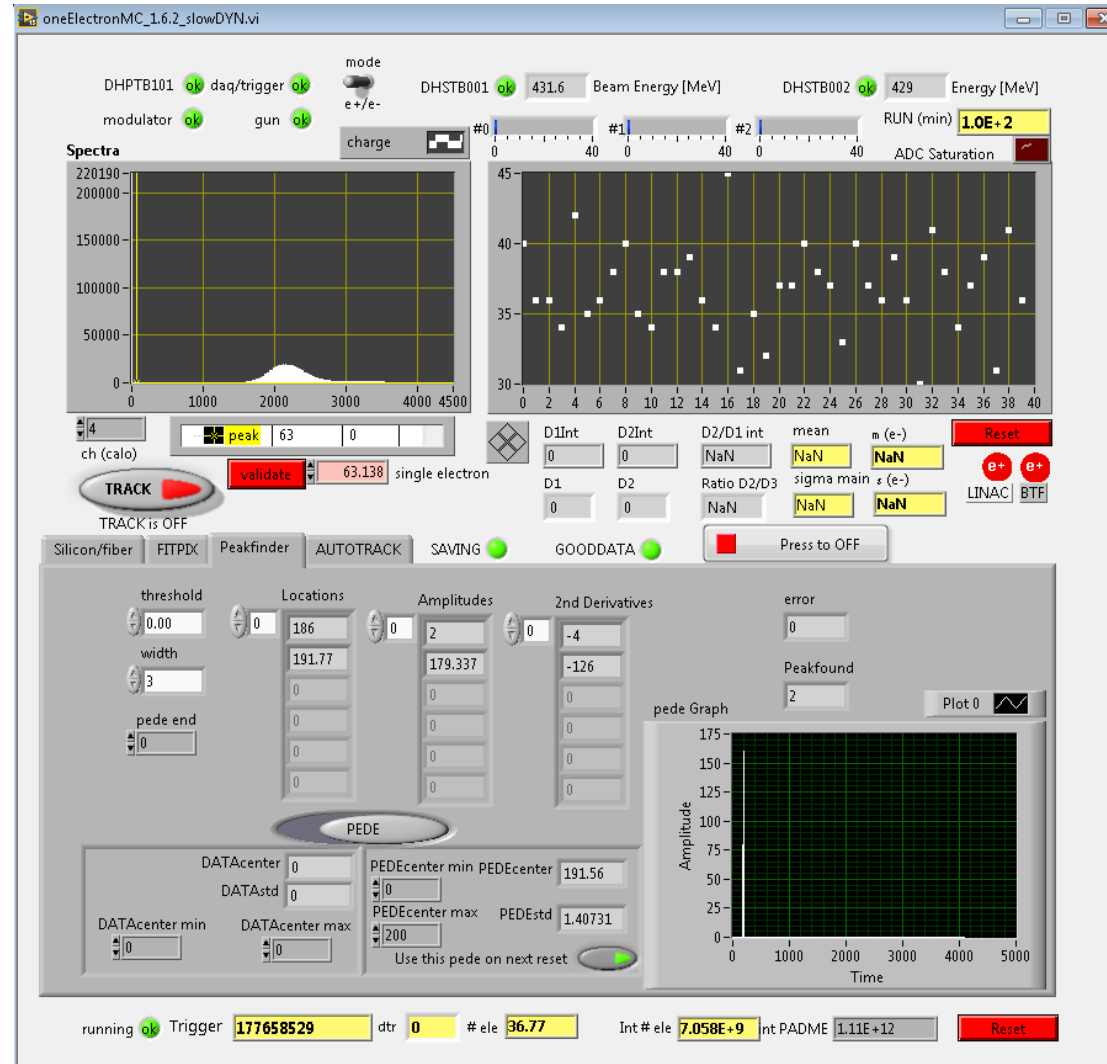 oneElectronMC_1.6.2_slowDYN.vi
mode
DHPTB101 ok daq/trigger ok
e+/e-
DHSTB001 ok 431.6 Beam Energy [MeV]
DHSTB002 ok 429 Energy [MeV]
modulator ok gun ok
charge
#0 0 40
#1 0 40
#2 0 40
RUN (min) 1.0E+2
ADC Saturation
Spectra
220190
200000
150000
100000
50000
0
0 1000 2000 3000 4000 4500
45
40
35
30
0 2 4 6 8 10 12 14 16 18 20 22 24 26 28 30 32 34 36 38 40
4
ch (calo)
peak 63 0
validate 63.138 single electron
TRACK
TRACK is OFF
D1Int D2Int D2/D1 int mean m (e-)
0 0 NaN NaN NaN
D1 D2 Ratio D2/D3 sigma main s (e-)
0 0 NaN NaN NaN
Reset
e+ e+
LINAC BTF
Silicon/fiber FITPIX Peakfinder AUTOTRACK SAVING GOODDATA Press to OFF
threshold
0.00
width
3
pede end
0
Locations
0
186
191.77
0
0
0
0
Amplitudes
0
2
179.337
0
0
0
0
2nd Derivatives
0
-4
-126
0
0
0
0
error
0
Peakfound
2
pede Graph
Plot 0
Amplitude
175
150
125
100
75
50
25
0
0 1000 2000 3000 4000 5000
Time
PEDE
DATAcenter 0
DATAstd 0
DATAcenter min DATAcenter max
0 0
PEDEcenter min PEDEcenter 191.56
0
PEDEcenter max PEDEstd 1.40731
200
Use this pede on next reset
running ok Trigger 177658529 dtr 0 # ele 36.77 Int # ele 7.058E+9 nt PADME 1.11E+12 Reset